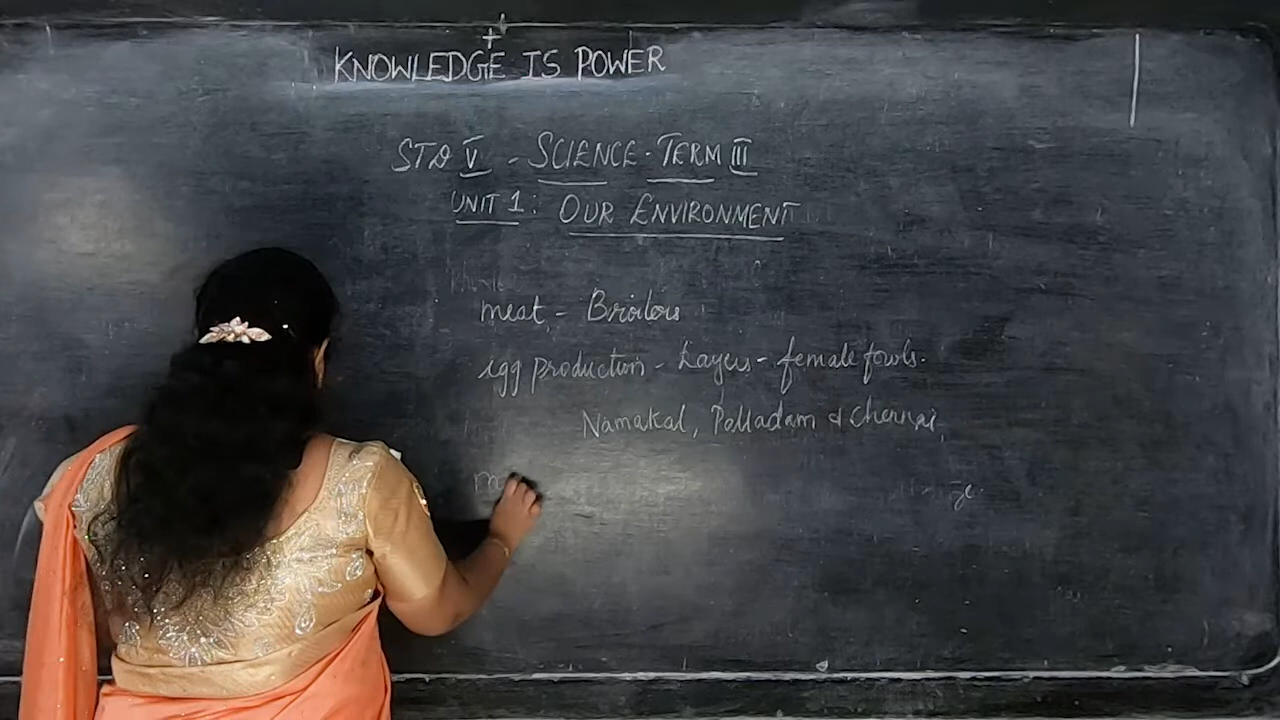 KNOWLEDGE IS POWER
STD V - SCIENCE - TERM III
UNIT 1: OUR ENVIRONMENT
meat - Broilers
egg production - Layers - female fowls.
Namakal, Palladam & Chennai,